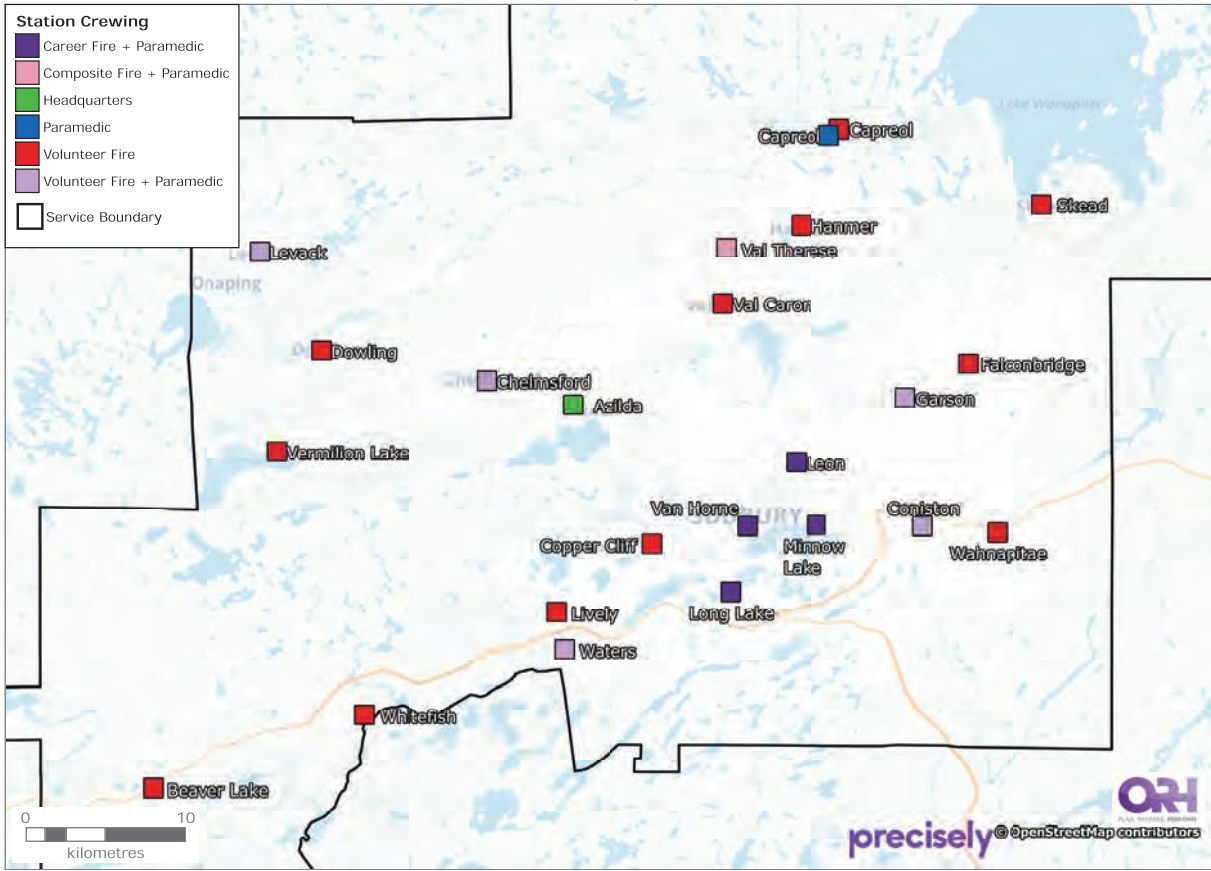 Station Crewing
Career Fire + Paramedic
Composite Fire + Paramedic
Headquarters
Paramedic
Volunteer Fire
Volunteer Fire + Paramedic
Service Boundary
Lake Wanapitei
Capreol
Capreol
Skead
Hanmer
Val Therese
Levack
Onaping
Val Caron
Dowling
Falconbridge
Chelmsford
Garson
Azilda
Vermilion Lake
Leon
Van Horne
SUDBURY
Coniston
Copper Cliff
Minnow
Lake
Wahnapitae
Lively
Long Lake
Waters
Whitefish
Beaver Lake
0 10
kilometres
ORH
precisely
© OpenStreetMap contributors